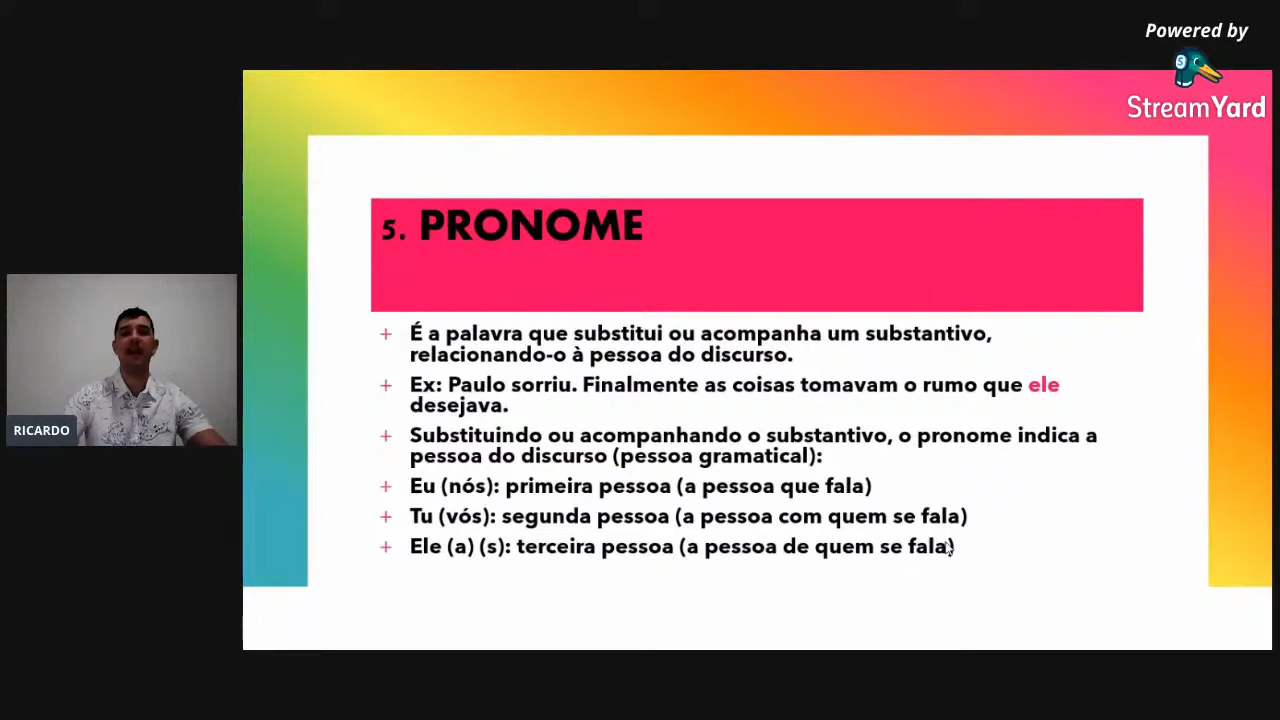 Powered by
StreamYard
5. PRONOME
+ É a palavra que substitui ou acompanha um substantivo,
relacionando-o à pessoa do discurso.
+ Ex: Paulo sorriu. Finalmente as coisas tomavam o rumo que ele
desejava.
+ Substituindo ou acompanhando o substantivo, o pronome indica a
pessoa do discurso (pessoa gramatical):
+ Eu (nós): primeira pessoa (a pessoa que fala)
+ Tu (vós): segunda pessoa (a pessoa com quem se fala)
+ Ele (a) (s): terceira pessoa (a pessoa de quem se fala)
RICARDO